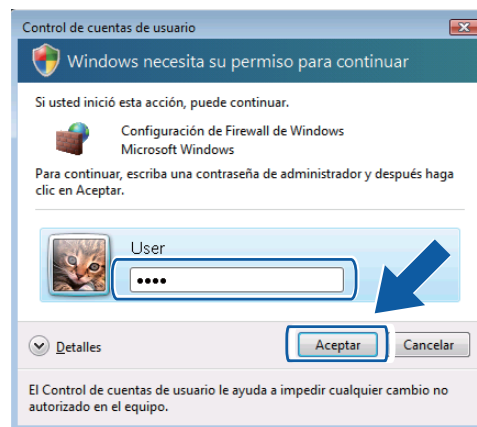 Control de cuentas de usuario
Windows necesita su permiso para continuar
Si usted inició esta acción, puede continuar.
Configuración de Firewall de Windows
Microsoft Windows
Para continuar, escriba una contraseña de administrador y después haga
clic en Aceptar.
User
••••
Detalles
Aceptar
Cancelar
El Control de cuentas de usuario le ayuda a impedir cualquier cambio no
autorizado en el equipo.